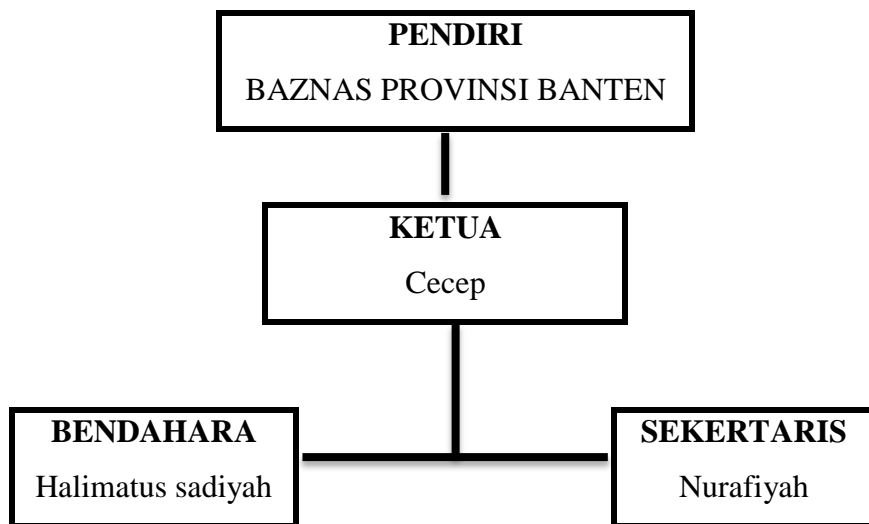 PENDIRI
BAZNAS PROVINSI BANTEN
KETUA
Cecep
BENDAHARA
Halimatus sadiyah
SEKERTARIS
Nurafiyah